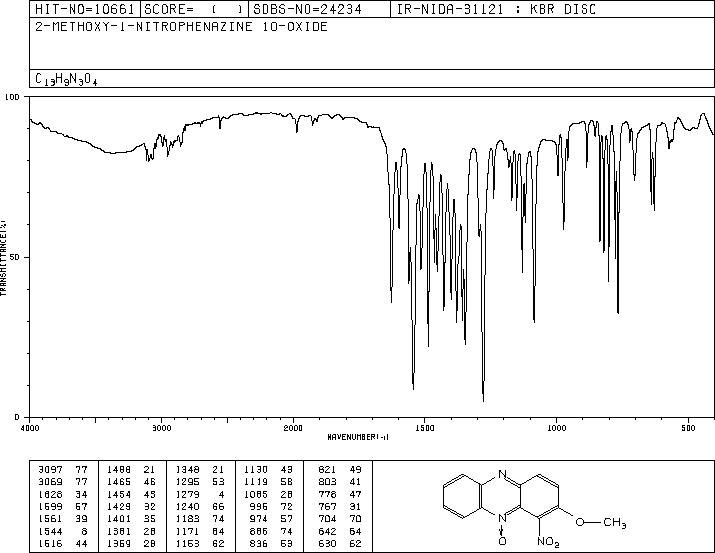 HIT-NO=10661 SCORE= ( ) SDBS-NO=24234 IR-NIDA-31121 : KBR DISC
2-METHOXY-1-NITROPHENAZINE 10-OXIDE
C13H9N3O4
100
50
0
TRANSMITTANCE(%)
4000 3000 2000 1500 1000 500
WAVENUMBER(-1)
3097 77 1488 21 1348 21 1130 43 821 49
3069 77 1465 46 1295 53 1119 58 803 41
1628 34 1454 43 1279 4 1085 28 778 47
1599 57 1429 32 1240 66 996 72 767 31
1561 39 1401 35 1183 74 974 57 704 70
1544 8 1381 28 1171 84 886 74 642 64
1516 44 1359 28 1153 62 836 53 630 62
N
N
O
O
CH3
NO2